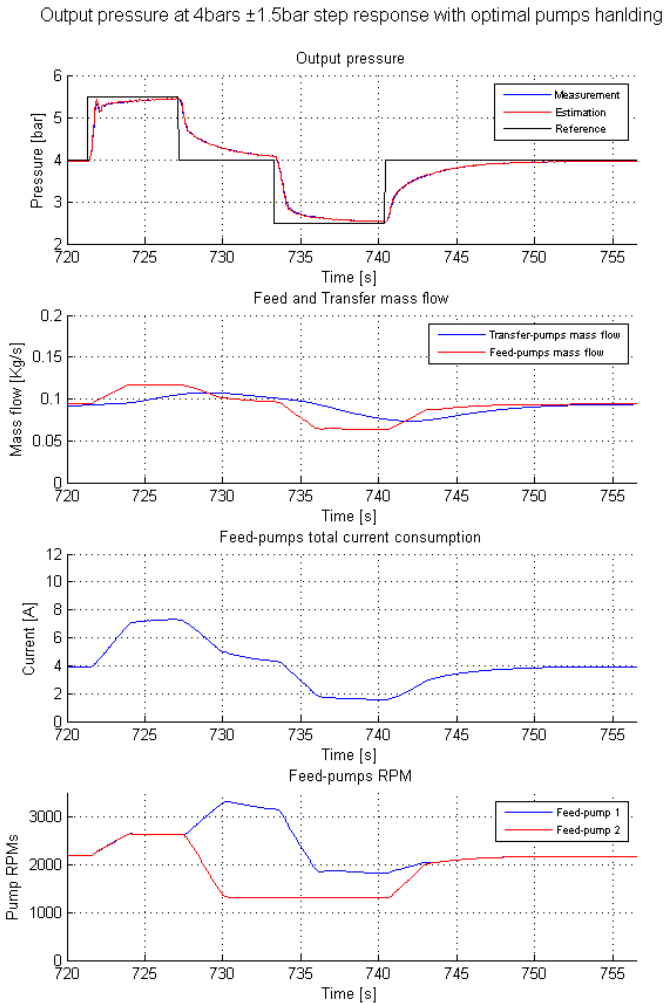 Output pressure at 4bars ±1.5bar step response with optimal pumps hanlding
Output pressure
6
5
4
3
2
Pressure [bar]
Measurement
Estimation
Reference
720 725 730 735 740 745 750 755
Time [s]
Feed and Transfer mass flow
0.2
0.15
0.1
0.05
0
Mass flow [Kg/s]
Transfer-pumps mass flow
Feed-pumps mass flow
720 725 730 735 740 745 750 755
Time [s]
Feed-pumps total current consumption
12
10
8
6
4
2
0
Current [A]
720 725 730 735 740 745 750 755
Time [s]
Feed-pumps RPM
3000
2000
1000
0
Pump RPMs
Feed-pump 1
Feed-pump 2
720 725 730 735 740 745 750 755
Time [s]